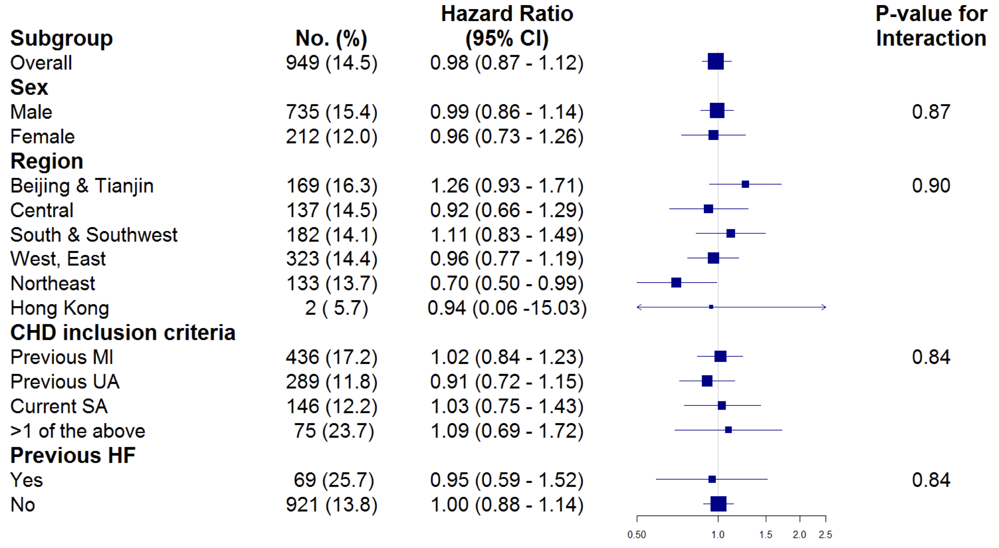 Hazard Ratio P-value for
Subgroup No. (%) (95% CI) Interaction
Overall 949 (14.5) 0.98 (0.87 - 1.12)
Sex
Male 735 (15.4) 0.99 (0.86 - 1.14) 0.87
Female 212 (12.0) 0.96 (0.73 - 1.26)
Region
Beijing & Tianjin 169 (16.3) 1.26 (0.93 - 1.71) 0.90
Central 137 (14.5) 0.92 (0.66 - 1.29)
South & Southwest 182 (14.1) 1.11 (0.83 - 1.49)
West, East 323 (14.4) 0.96 (0.77 - 1.19)
Northeast 133 (13.7) 0.70 (0.50 - 0.99)
Hong Kong 2 ( 5.7) 0.94 (0.06 -15.03)
CHD inclusion criteria
Previous MI 436 (17.2) 1.02 (0.84 - 1.23) 0.84
Previous UA 289 (11.8) 0.91 (0.72 - 1.15)
Current SA 146 (12.2) 1.03 (0.75 - 1.43)
>1 of the above 75 (23.7) 1.09 (0.69 - 1.72)
Previous HF
Yes 69 (25.7) 0.95 (0.59 - 1.52) 0.84
No 921 (13.8) 1.00 (0.88 - 1.14)
0.50 1.0 1.5 2.0 2.5